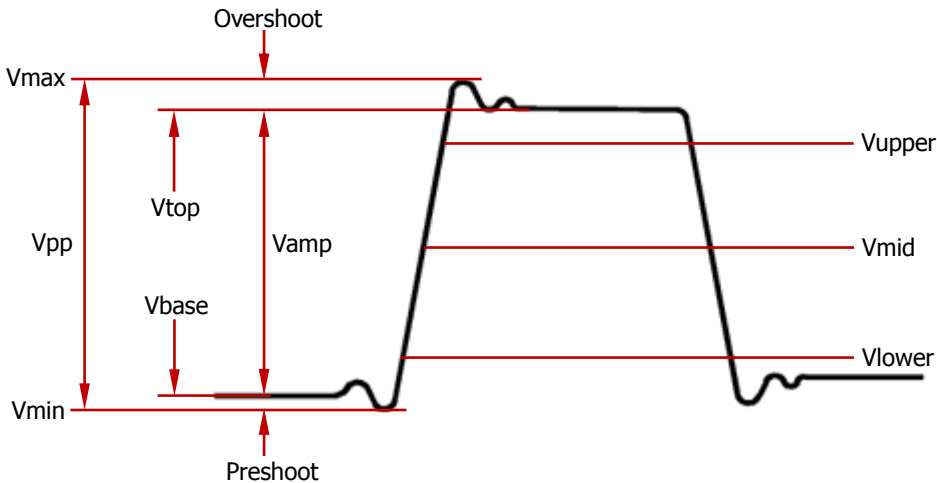 Overshoot
Vmax
Vupper
Vtop
Vpp
Vamp
Vmid
Vbase
Vlower
Vmin
Preshoot